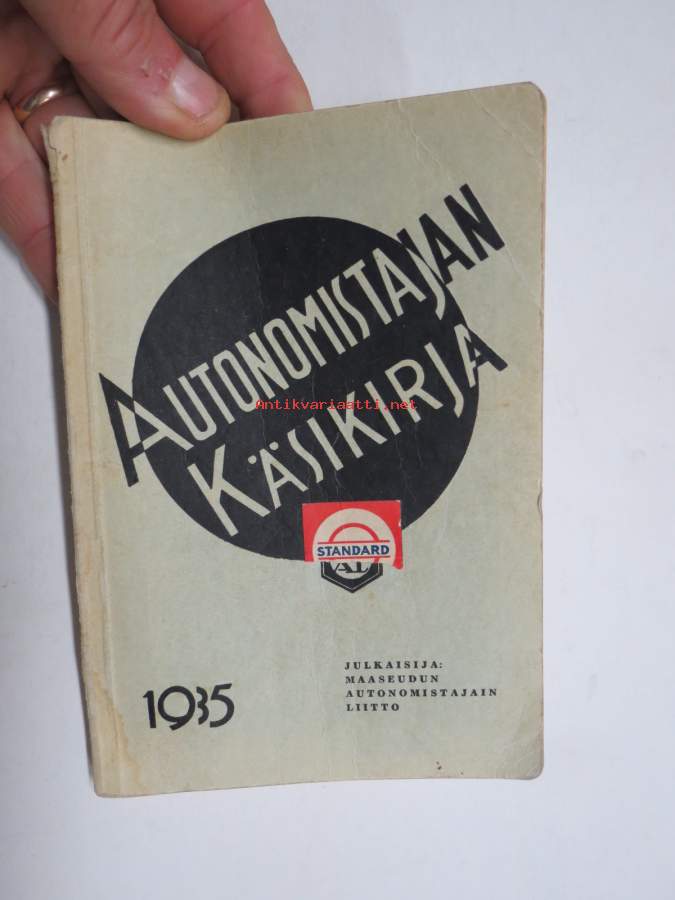 AUTONOMISTAJAN
KÄSIKIRJA
Antikvariaatti.net
STANDARD
1935
JULKAISIJA:
MAASEUDUN
AUTONOMISTAJAIN
LIITTO